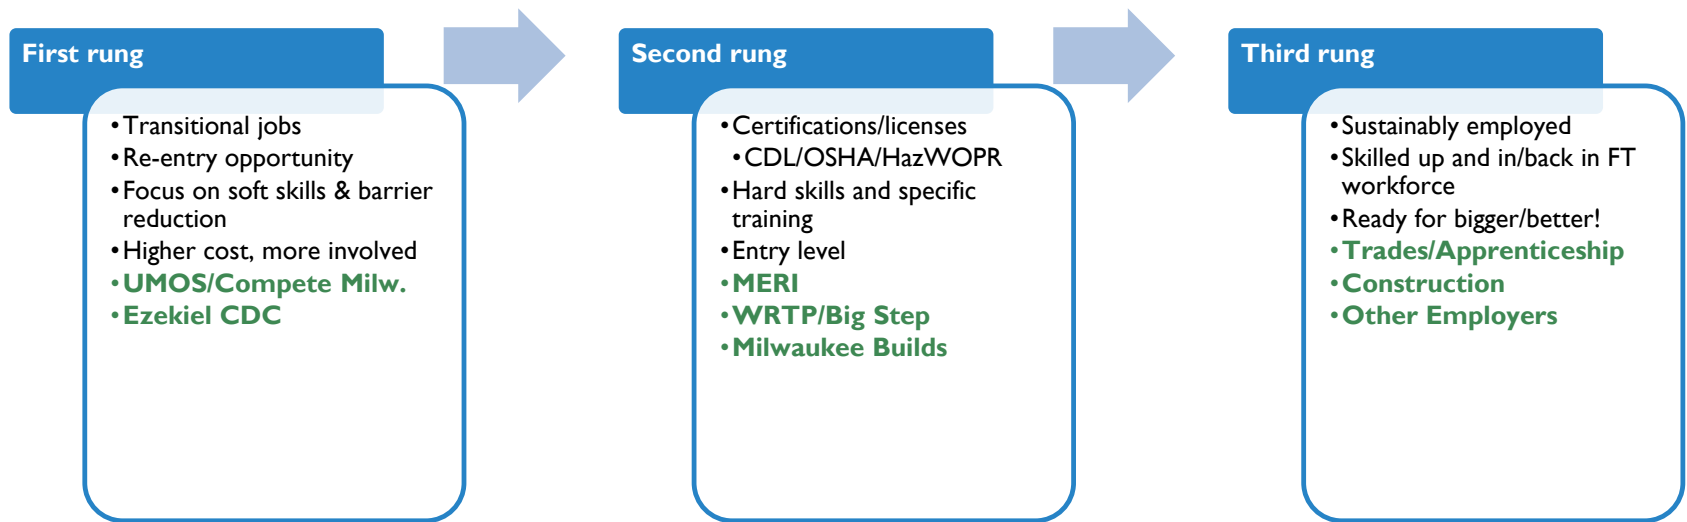 First rung
•Transitional jobs
•Re-entry opportunity
•Focus on soft skills & barrier
reduction
•Higher cost, more involved
•UMOS/Compete Milw.
•Ezekiel CDC
Second rung
•Certifications/licenses
•CDL/OSHA/HazWOPR
•Hard skills and specific
training
•Entry level
•MERI
•WRTP/Big Step
•Milwaukee Builds
Third rung
•Sustainably employed
•Skilled up and in/back in FT
workforce
•Ready for bigger/better!
•Trades/Apprenticeship
•Construction
•Other Employers